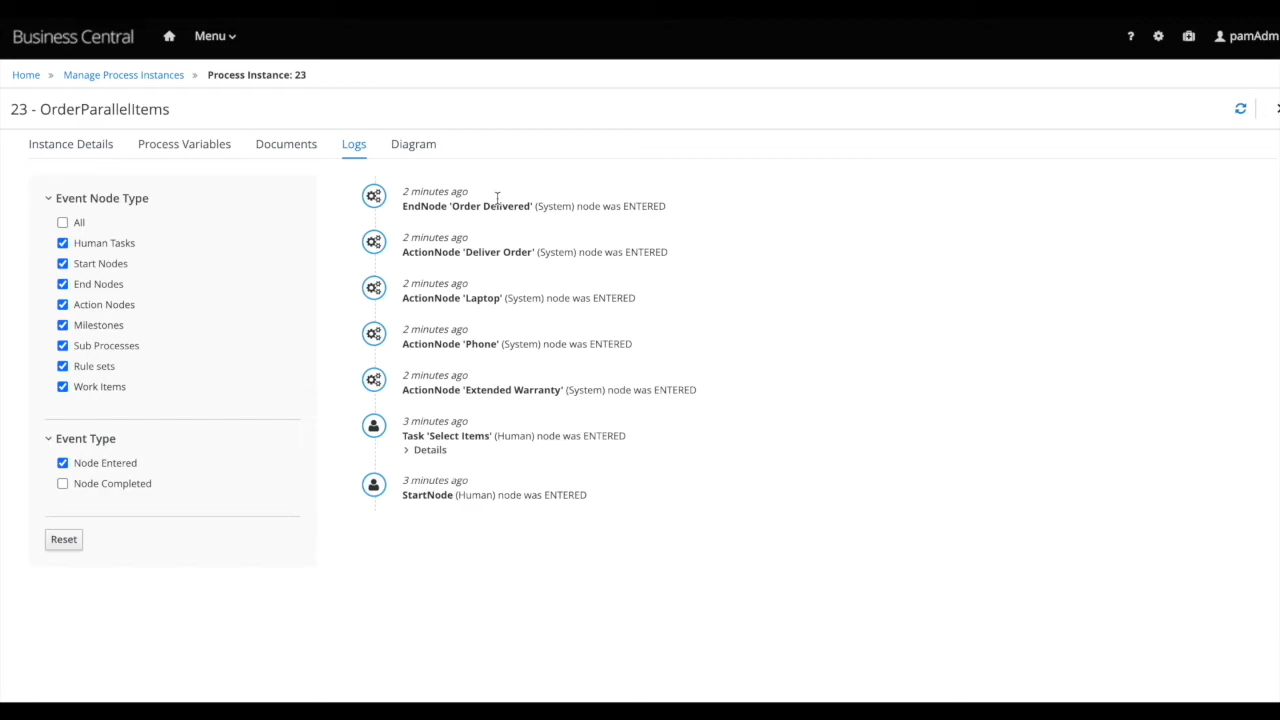 Business Central
Menu
?
pamAdm
Home » Manage Process Instances » Process Instance: 23
23 - OrderParallelItems
Instance Details
Process Variables
Documents
Logs
Diagram
Event Node Type
All
Human Tasks
Start Nodes
End Nodes
Action Nodes
Milestones
Sub Processes
Rule sets
Work Items
Event Type
Node Entered
Node Completed
Reset
2 minutes ago
EndNode 'Order Delivered' (System) node was ENTERED
2 minutes ago
ActionNode 'Deliver Order' (System) node was ENTERED
2 minutes ago
ActionNode 'Laptop' (System) node was ENTERED
2 minutes ago
ActionNode 'Phone' (System) node was ENTERED
2 minutes ago
ActionNode 'Extended Warranty' (System) node was ENTERED
3 minutes ago
Task 'Select Items' (Human) node was ENTERED
Details
3 minutes ago
StartNode (Human) node was ENTERED